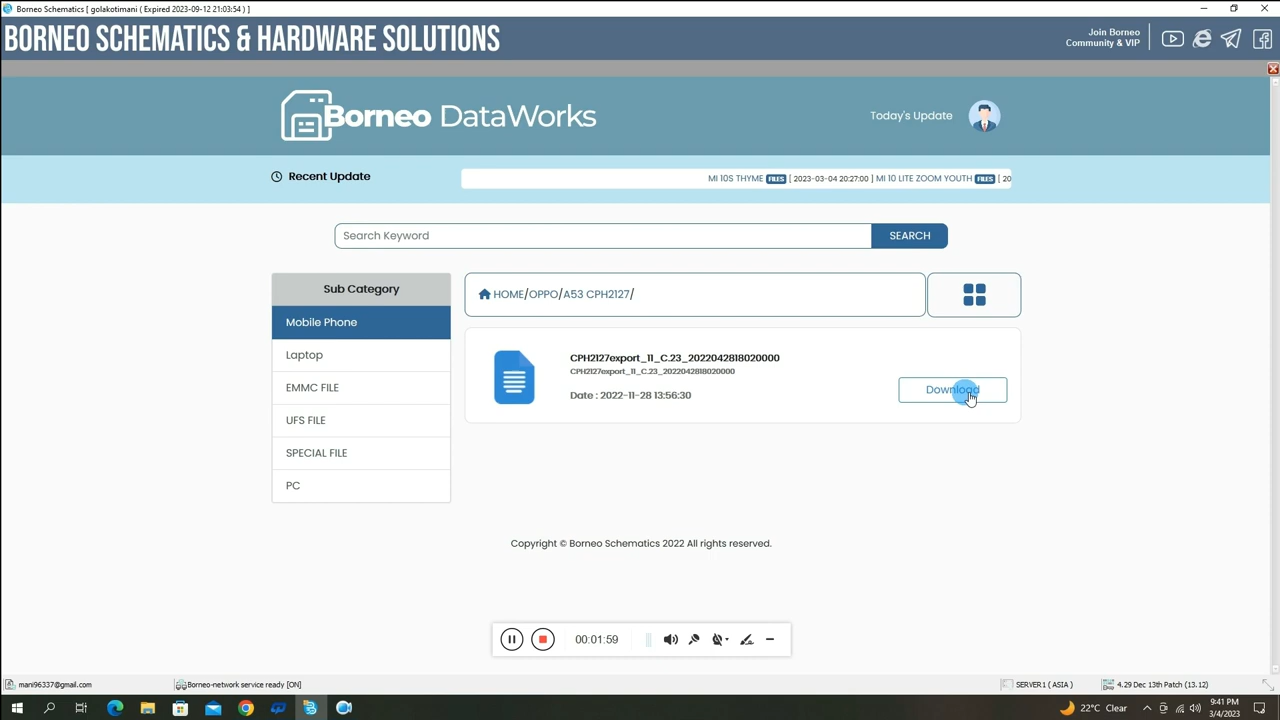 Borneo Schematics [ golakotimani ( Expired 2023-09-12 21:03:54 ) ]
BORNEO SCHEMATICS & HARDWARE SOLUTIONS
Join Borneo
Community & VIP
Borneo DataWorks
Today's Update
Recent Update
MI 10S THYME FILES [ 2023-03-04 20:27:00 ] MI 10 LITE ZOOM YOUTH FILES [ 20
Search Keyword
SEARCH
Sub Category
Mobile Phone
Laptop
EMMC FILE
UFS FILE
SPECIAL FILE
PC
HOME/OPPO/A53 CPH2127/
CPH2127export_11_C.23_2022042818020000
CPH2127export_11_C.23_2022042818020000
Date : 2022-11-28 13:56:30
Download
Copyright © Borneo Schematics 2022 All rights reserved.
00:01:59
mani96337@gmail.com
Borneo-network service ready [ON]
SERVER1 ( ASIA )
4.29 Dec 13th Patch (13.12)
22°C Clear
9:41 PM
3/4/2023